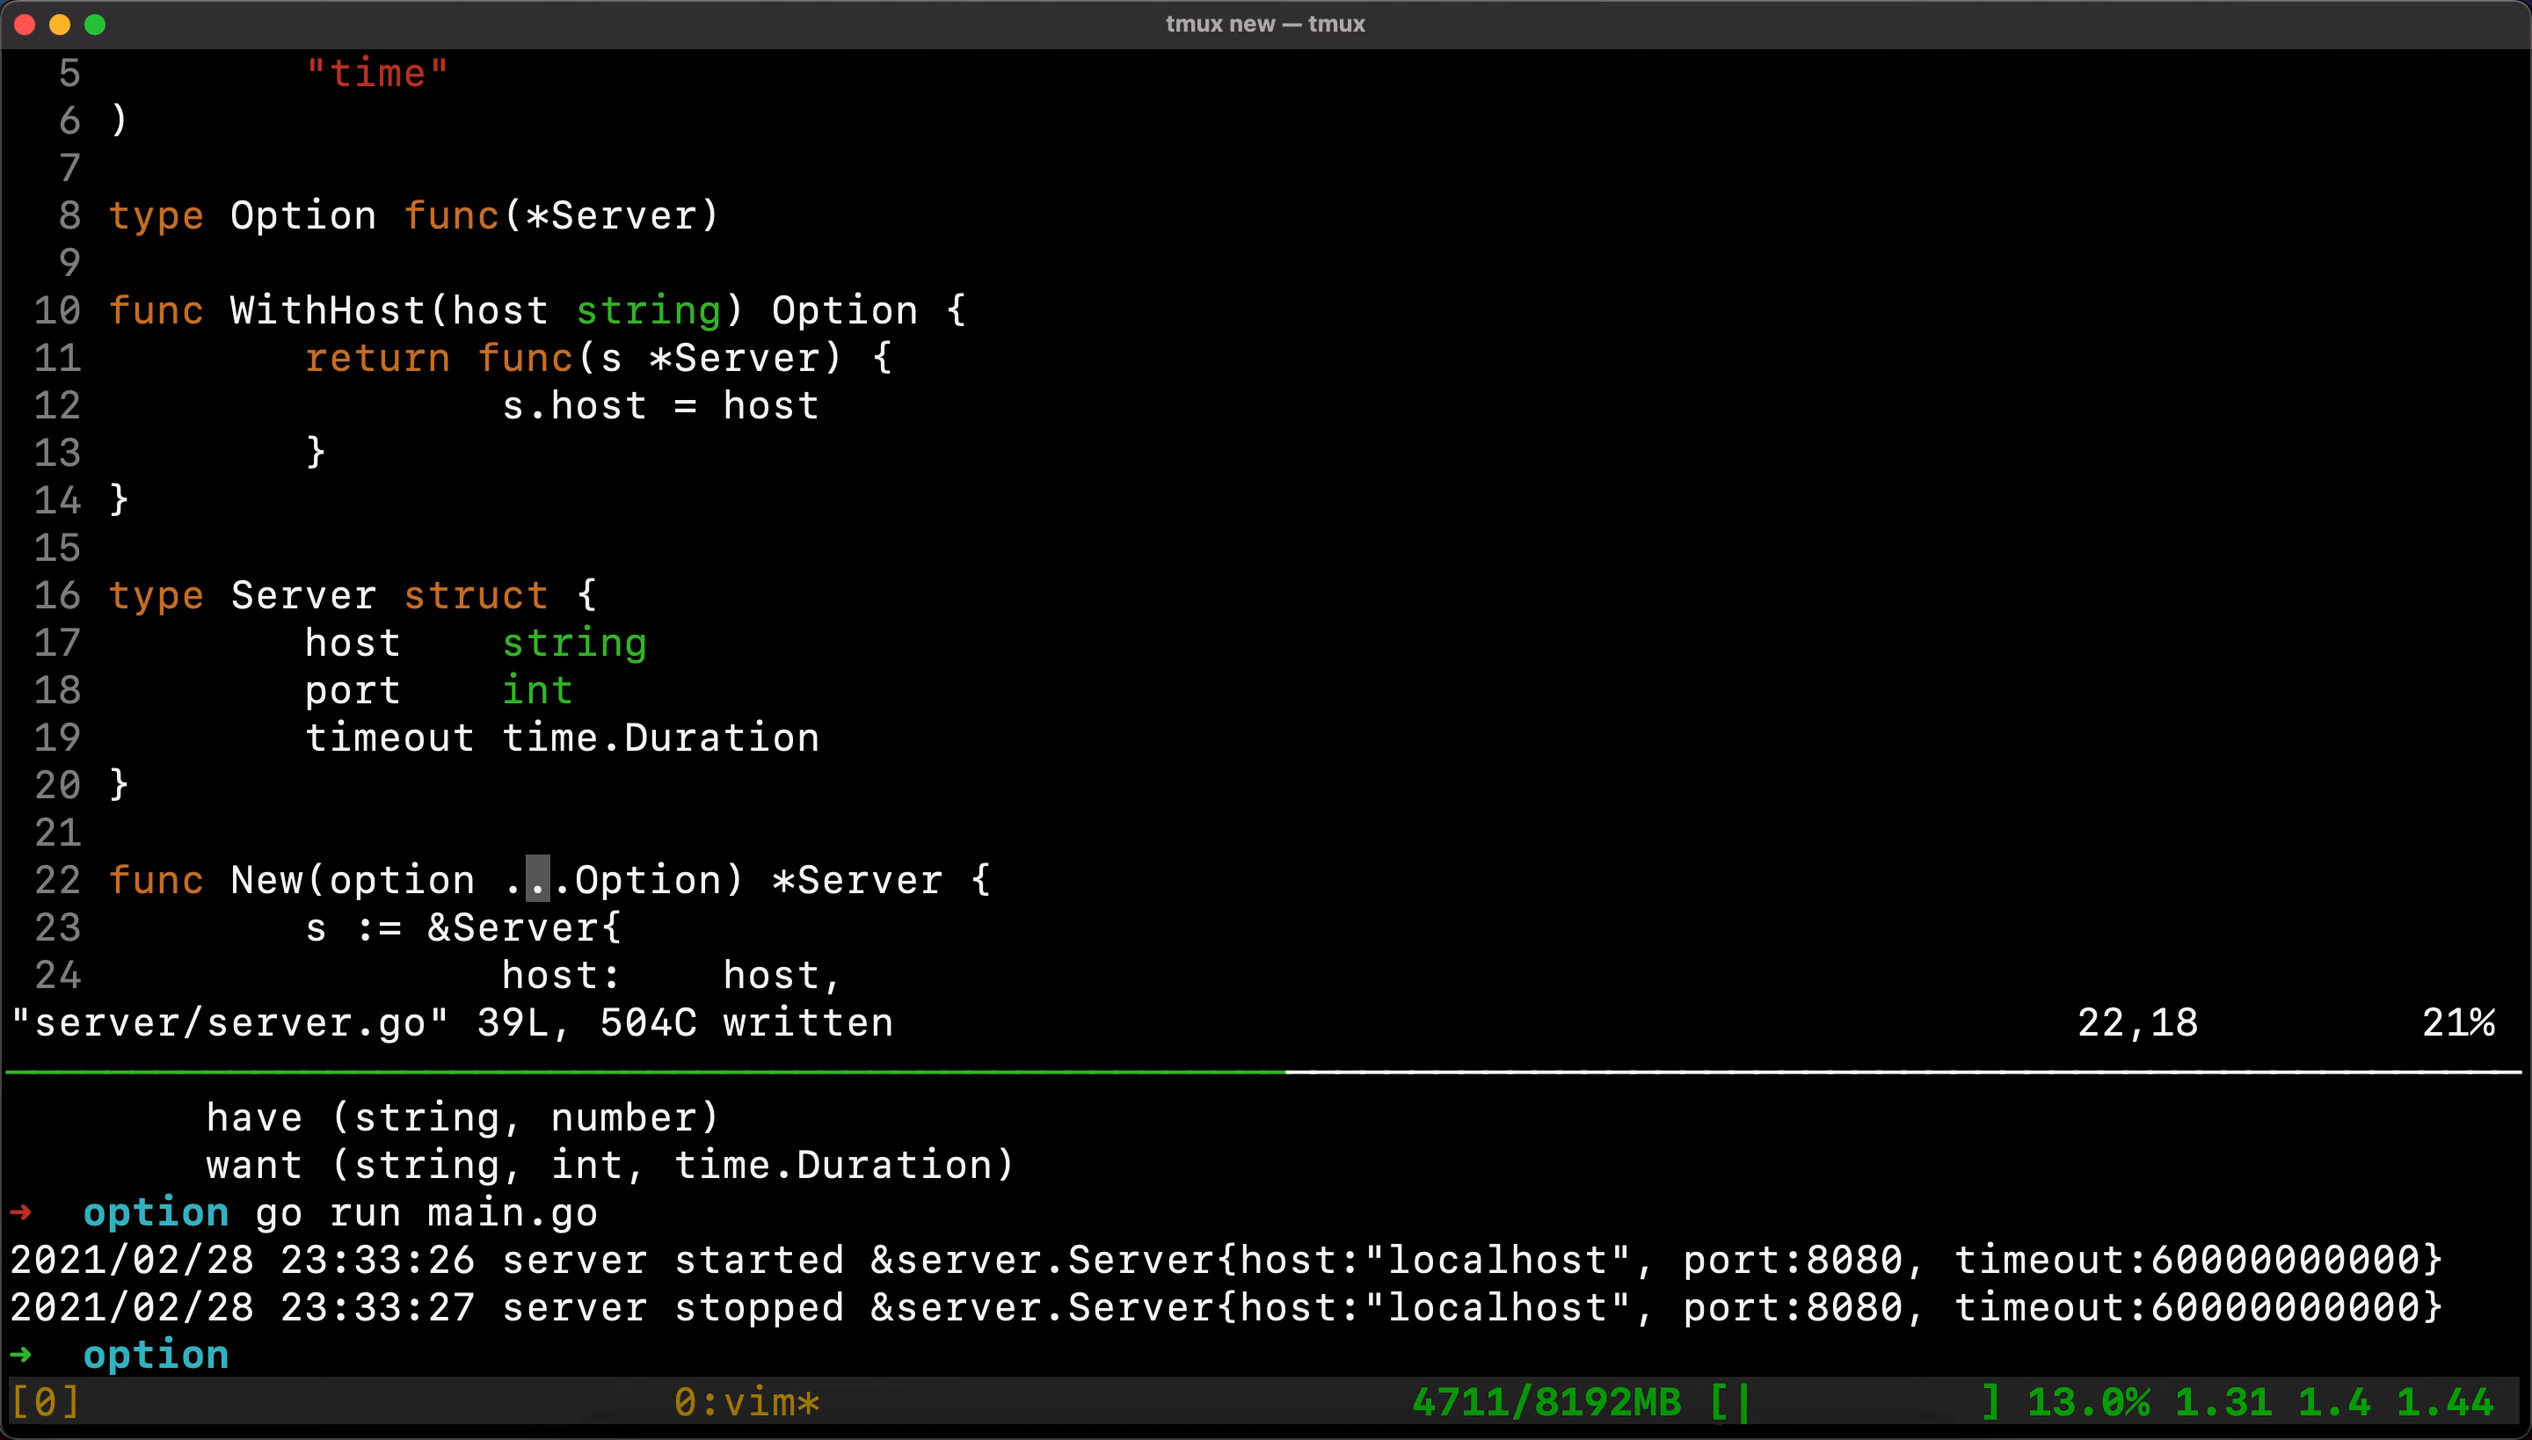 tmux new — tmux
5 "time"
6 )
7
8 type Option func(*Server)
9
10 func WithHost(host string) Option {
11 return func(s *Server) {
12 s.host = host
13 }
14 }
15
16 type Server struct {
17 host string
18 port int
19 timeout time.Duration
20 }
21
22 func New(option ...Option) *Server {
23 s := &Server{
24 host: host,
"server/server.go" 39L, 504C written 22,18 21%
have (string, number)
want (string, int, time.Duration)
→ option go run main.go
2021/02/28 23:33:26 server started &server.Server{host:"localhost", port:8080, timeout:60000000000}
2021/02/28 23:33:27 server stopped &server.Server{host:"localhost", port:8080, timeout:60000000000}
→ option
[0] 0:vim* 4711/8192MB [| ] 13.0% 1.31 1.4 1.44